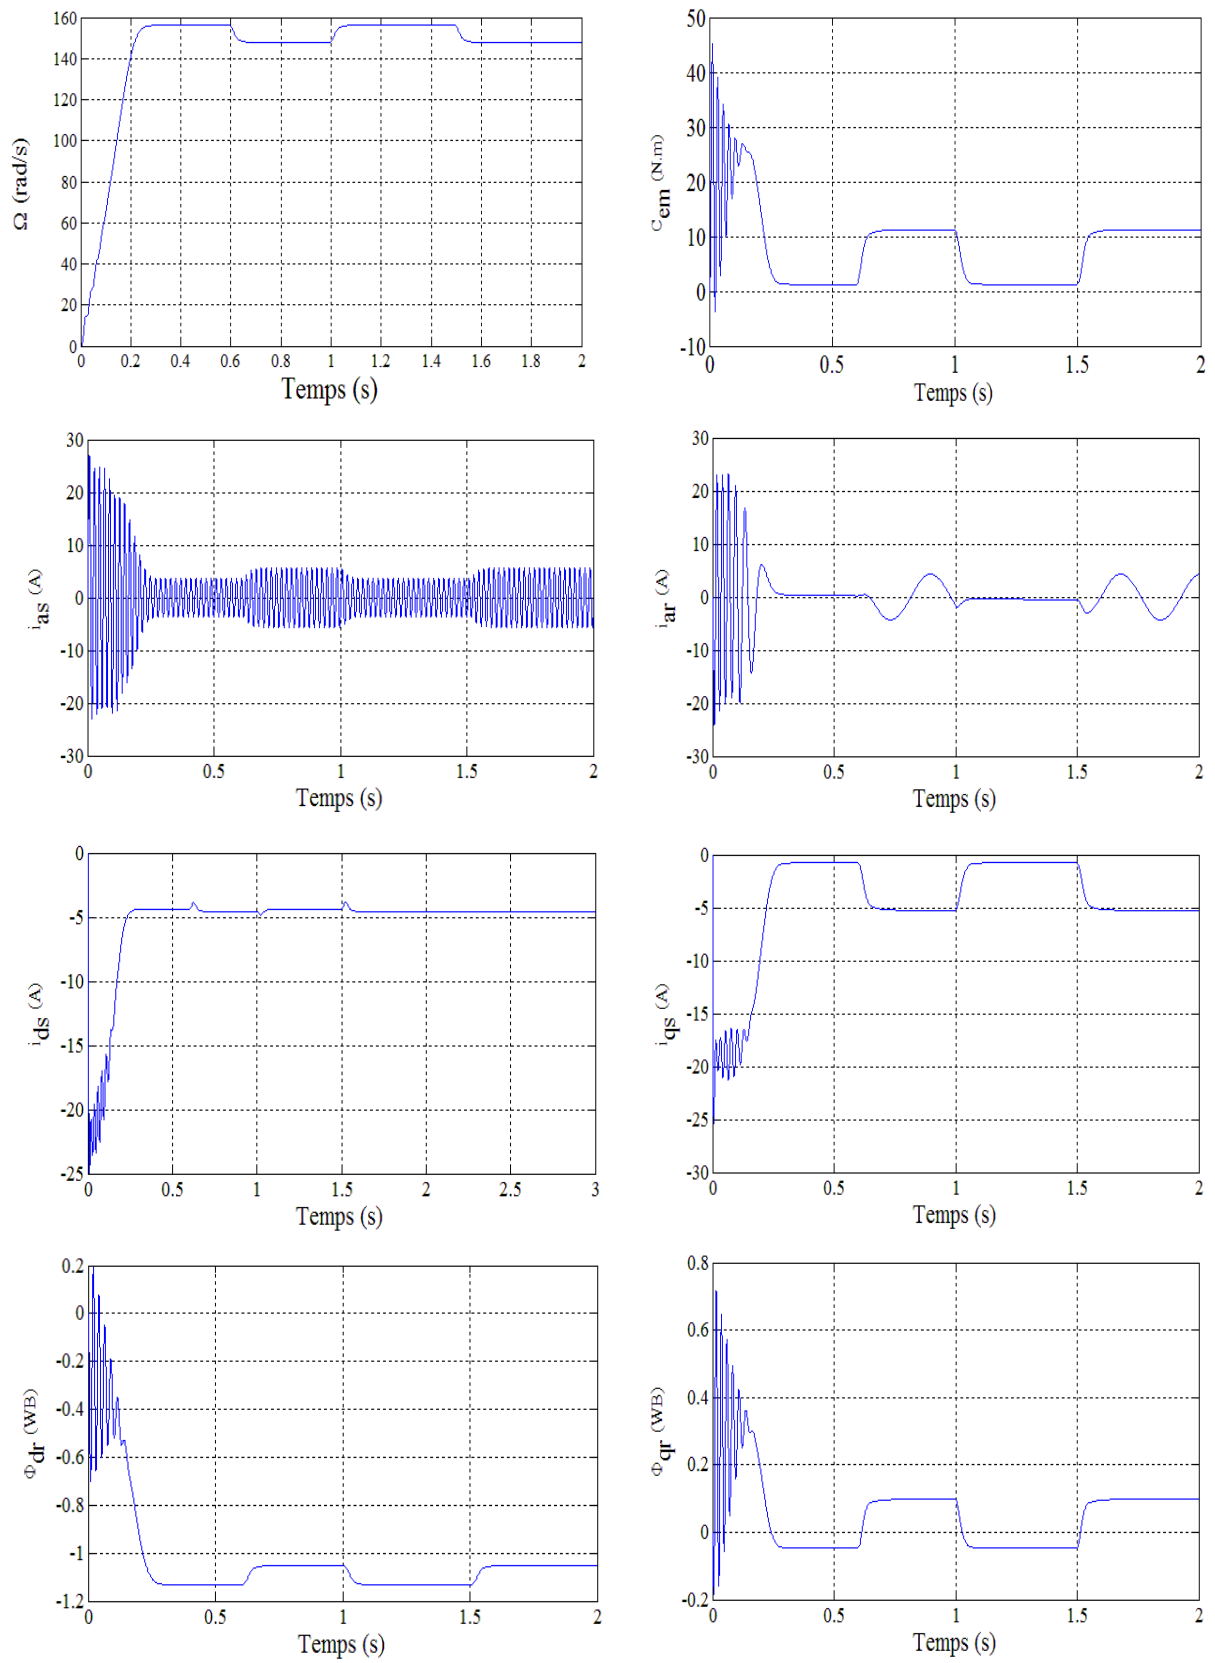 160
140
120
100
80
60
40
20
0
Ω (rad/s)
0 0.2 0.4 0.6 0.8 1 1.2 1.4 1.6 1.8 2
Temps (s)
50
40
30
20
10
0
-10
Cem (N.m)
0 0.5 1 1.5 2
Temps (s)
30
20
10
0
-10
-20
-30
ias (A)
0 0.5 1 1.5 2
Temps (s)
30
20
10
0
-10
-20
-30
iar (A)
0 0.5 1 1.5 2
Temps (s)
0
-5
-10
-15
-20
-25
ids (A)
0 0.5 1 1.5 2 2.5 3
Temps (s)
0
-5
-10
-15
-20
-25
-30
iqs (A)
0 0.5 1 1.5 2
Temps (s)
0.2
0
-0.2
-0.4
-0.6
-0.8
-1
-1.2
Φdr (WB)
0 0.5 1 1.5 2
Temps (s)
0.8
0.6
0.4
0.2
0
-0.2
Φqr (WB)
0 0.5 1 1.5 2
Temps (s)